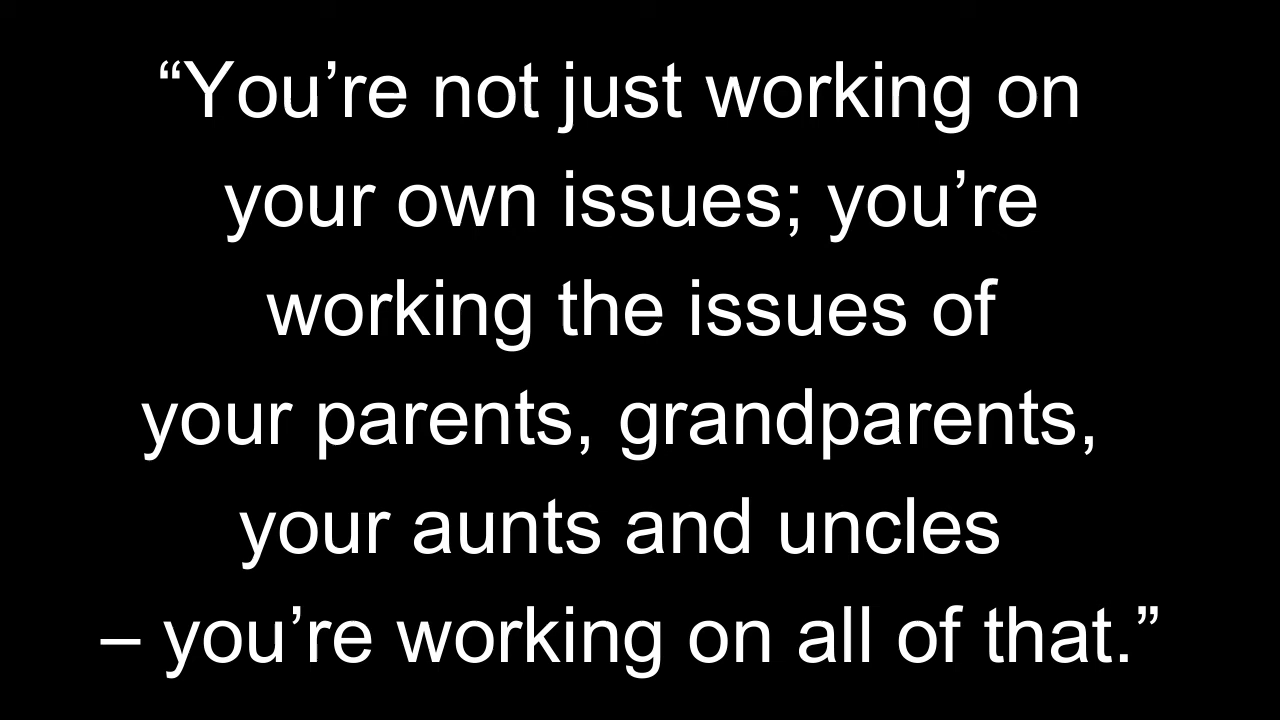 “You’re not just working on
your own issues; you’re
working the issues of
your parents, grandparents,
your aunts and uncles
– you’re working on all of that.”